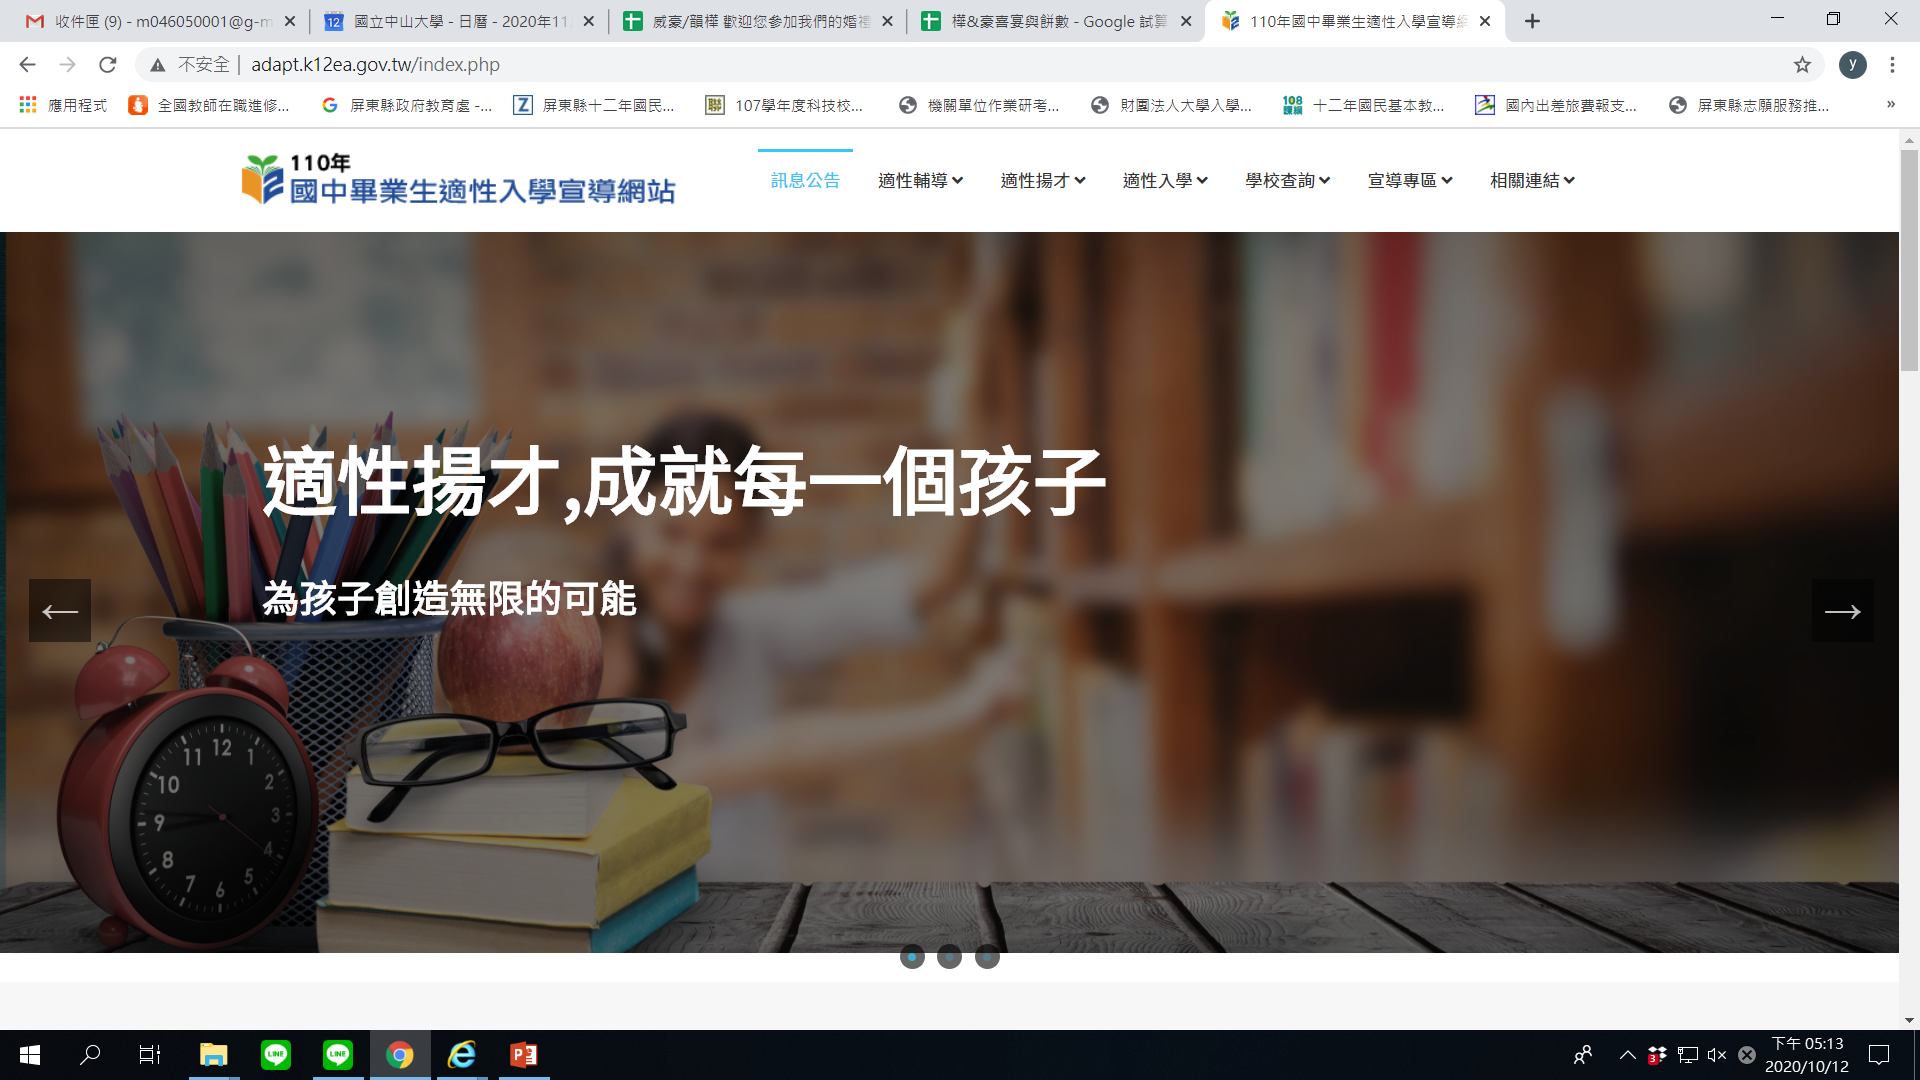 收件匣 (9) - m046050001@g-m
國立中山大學 - 日曆 - 2020年11
威豪/韻樺 歡迎您參加我們的婚禮
樺&豪喜宴與餅數 - Google 試算
110年國中畢業生適性入學宣導網
不安全 | adapt.k12ea.gov.tw/index.php
y
應用程式
全國教師在職進修...
屏東縣政府教育處 -...
屏東縣十二年國民...
107學年度科技校...
機關單位作業研考...
財團法人大學入學...
十二年國民基本教...
國內出差旅費報支...
屏東縣志願服務推...
»
110年
國中畢業生適性入學宣導網站
訊息公告
適性輔導
適性揚才
適性入學
學校查詢
宣導專區
相關連結
適性揚才,成就每一個孩子
為孩子創造無限的可能
12
11 1
10 2
9 3
8 4
7 6 5
下午 05:13
2020/10/12